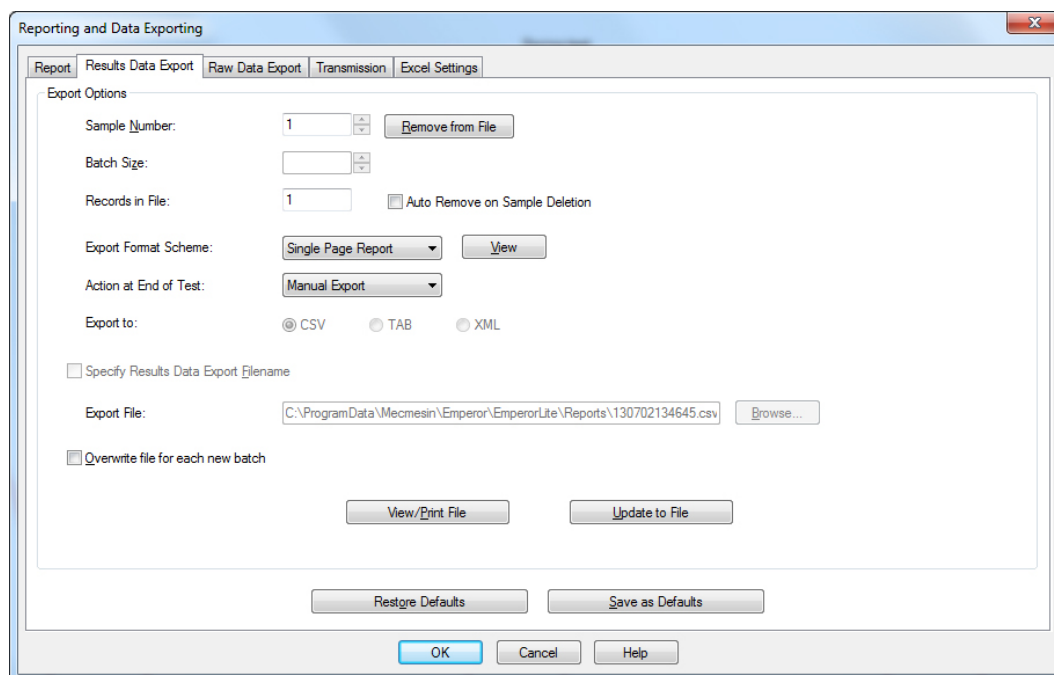 Reporting and Data Exporting
Report Results Data Export Raw Data Export Transmission Excel Settings
Export Options
Sample Number: 1 Remove from File
Batch Size:
Records in File: 1 Auto Remove on Sample Deletion
Export Format Scheme: Single Page Report View
Action at End of Test: Manual Export
Export to: CSV TAB XML
Specify Results Data Export Filename
Export File: C:\ProgramData\Mecmesin\Emperor\EmperorLite\Reports\130702134645.csv Browse...
Overwrite file for each new batch
View/Print File Update to File
Restore Defaults Save as Defaults
OK Cancel Help